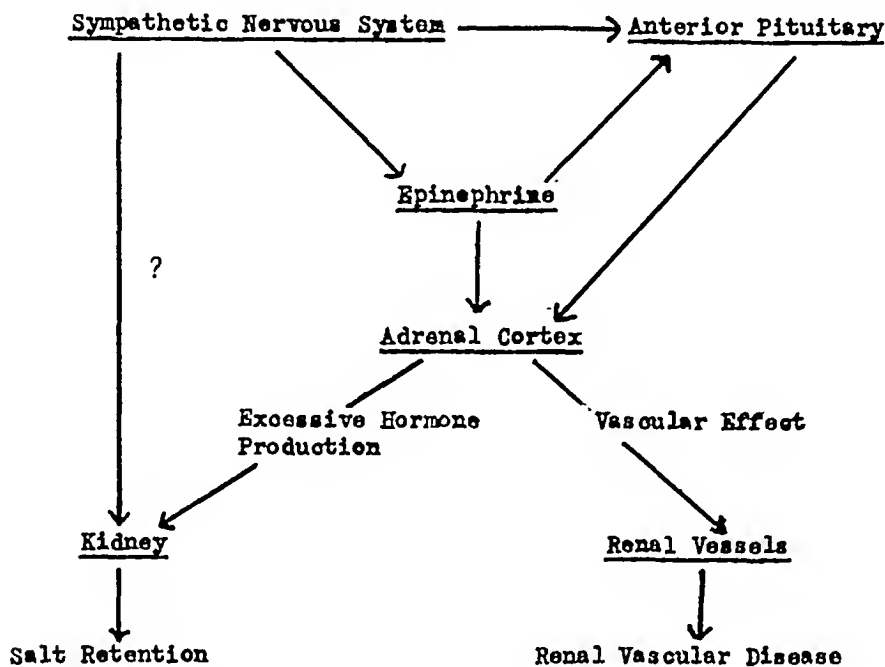 Sympathetic Nervous System
Anterior Pituitary
Epinephrine
?
Adrenal Cortex
Excessive Hormone
Production
Vascular Effect
Kidney
Renal Vessels
Salt Retention
Renal Vascular Disease